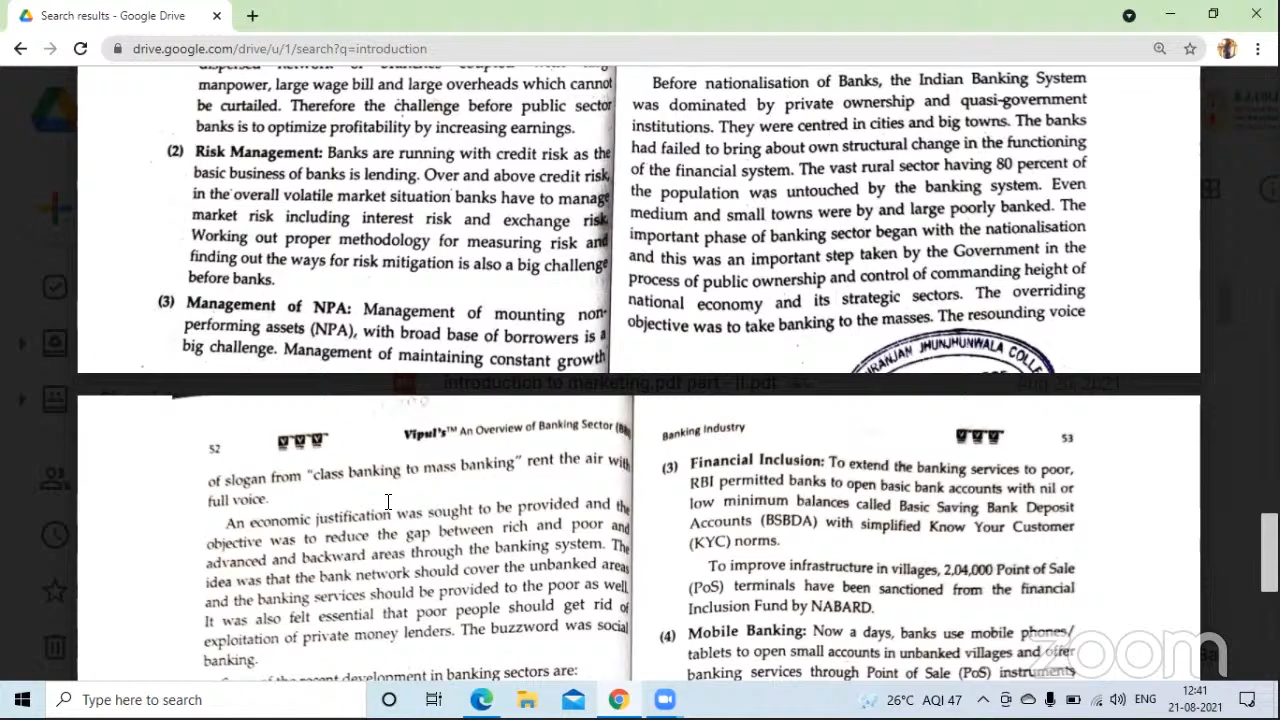 Search results - Google Drive
drive.google.com/drive/u/1/search?q=introduction
manpower, large wage bill and large overheads which cannot
be curtailed. Therefore the challenge before public sector
banks is to optimize profitability by increasing earnings.
(2) Risk Management: Banks are running with credit risk as the
basic business of banks is lending. Over and above credit risk,
in the overall volatile market situation banks have to manage
market risk including interest risk and exchange risk.
Working out proper methodology for measuring risk and
finding out the ways for risk mitigation is also a big challenge
before banks.
(3) Management of NPA: Management of mounting non-
performing assets (NPA), with broad base of borrowers is a
big challenge. Management of maintaining constant growth
Before nationalisation of Banks, the Indian Banking System
was dominated by private ownership and quasi-government
institutions. They were centred in cities and big towns. The banks
had failed to bring about own structural change in the functioning
of the financial system. The vast rural sector having 80 percent of
the population was untouched by the banking system. Even
medium and small towns were by and large poorly banked. The
important phase of banking sector began with the nationalisation
and this was an important step taken by the Government in the
process of public ownership and control of commanding height of
national economy and its strategic sectors. The overriding
objective was to take banking to the masses. The resounding voice
JHUNJHUNWALA COLLE
introduction to marketing.pdf part - II.pdf
Aug 20, 2021
52
Vipul's™ An Overview of Banking Sector
of slogan from "class banking to mass banking" rent the air with
full voice.
An economic justification was sought to be provided and the
objective was to reduce the gap between rich and poor and
advanced and backward areas through the banking system. The
idea was that the bank network should cover the unbanked areas
and the banking services should be provided to the poor as well.
It was also felt essential that poor people should get rid of
exploitation of private money lenders. The buzzword was social
banking.
of the recent development in banking sectors are:
Banking Industry
53
(3) Financial Inclusion: To extend the banking services to poor,
RBI permitted banks to open basic bank accounts with nil or
low minimum balances called Basic Saving Bank Deposit
Accounts (BSBDA) with simplified Know Your Customer
(KYC) norms.
To improve infrastructure in villages, 2,04,000 Point of Sale
(PoS) terminals have been sanctioned from the financial
Inclusion Fund by NABARD.
(4) Mobile Banking: Now a days, banks use mobile phones/
tablets to open small accounts in unbanked villages and offer
banking services through Point of Sale (PoS) instruments
zoom
Type here to search
26°C AQI 47
ENG
12:41
21-08-2021